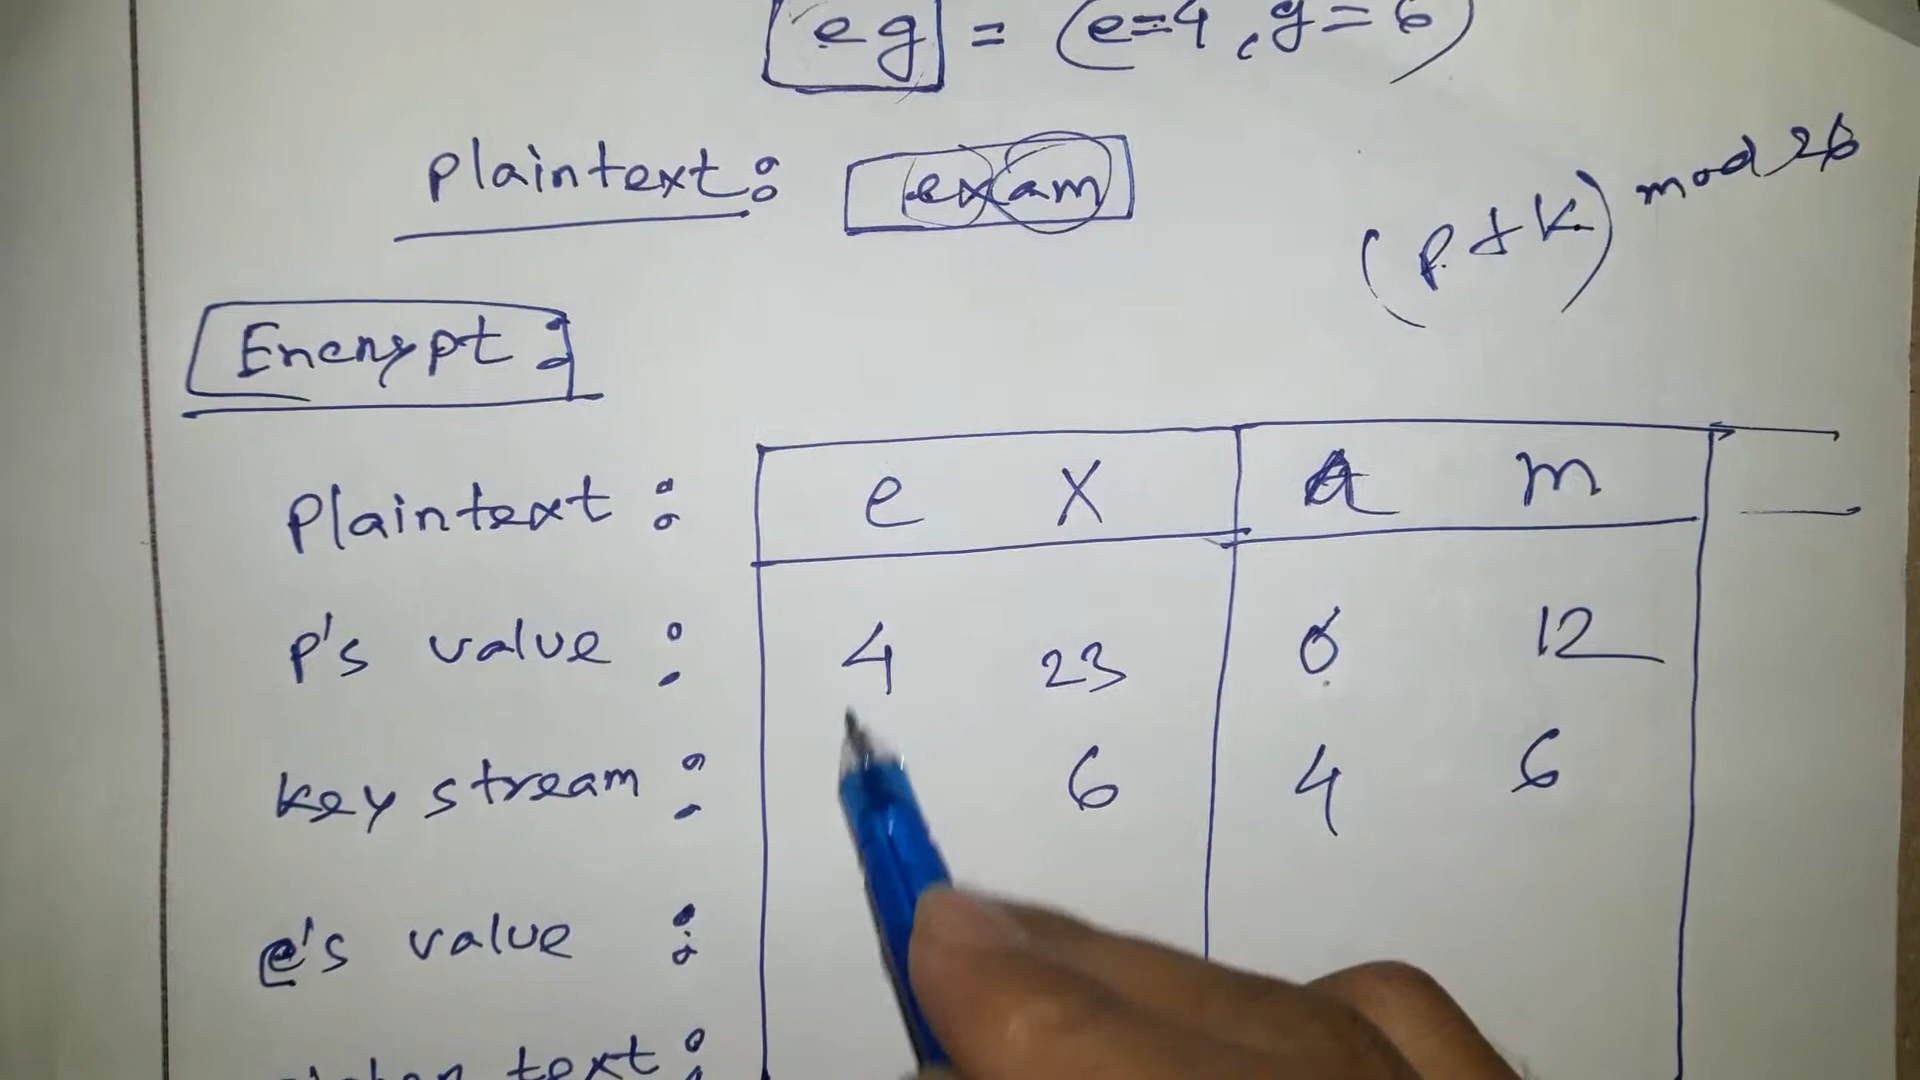 eg = (e=4, g=6)
plaintext: exam
(P+K) mod 26
Encrypt:
Plaintext: e x a m
p's value: 4 23 0 12
key stream: 6 4 6
c's value:
text: